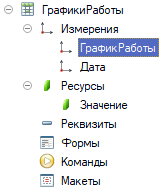 ГрафикиРаботы
Измерения
ГрафикРаботы
Дата
Ресурсы
Значение
Реквизиты
Формы
Команды
Макеты